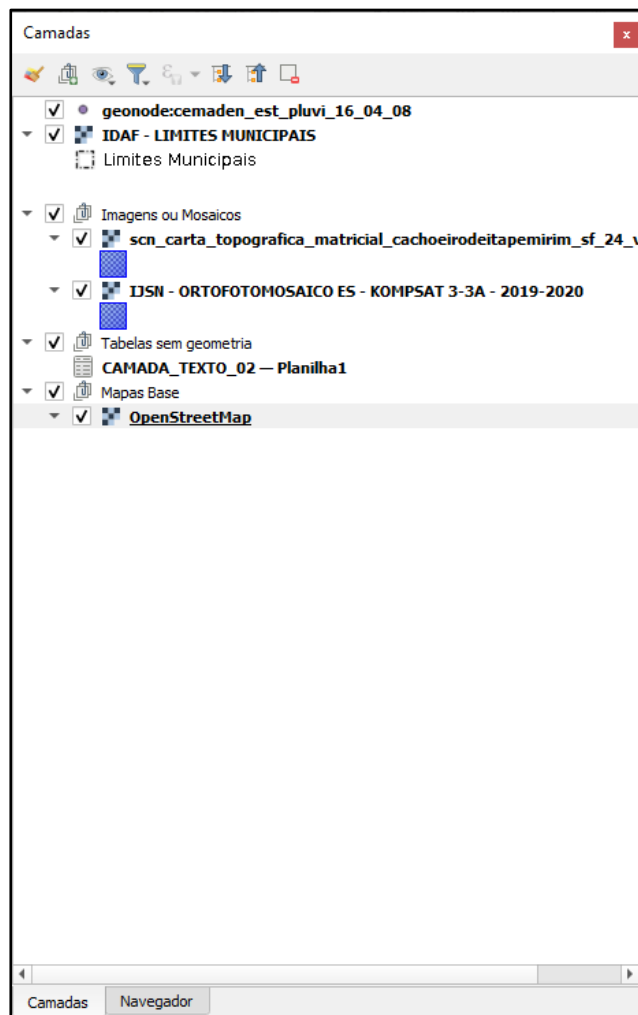 Camadas
geonode:cemaden_est_pluvi_16_04_08
IDAF - LIMITES MUNICIPAIS
Limites Municipais
Imagens ou Mosaicos
scn_carta_topografica_matricial_cachoeirodeitapemirim_sf_24_v
IJSN - ORTOFOTOMOSAICO ES - KOMPSAT 3-3A - 2019-2020
Tabelas sem geometria
CAMADA_TEXTO_02 — Planilha1
Mapas Base
OpenStreetMap
Camadas Navegador